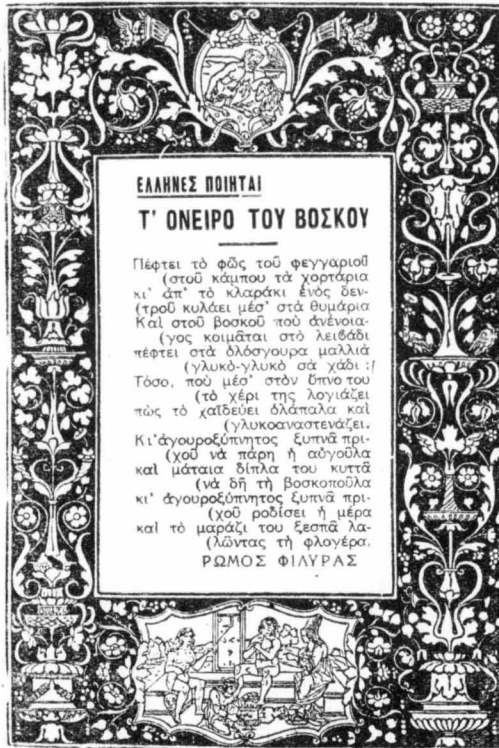 ΕΛΛΗΝΕΣ ΠΟΙΗΤΑΙ
Τ' ΟΝΕΙΡΟ ΤΟΥ ΒΟΣΚΟΥ
Πέφτει τὸ φῶς τοῦ φεγγαριοῦ
(στοῦ κάμπου τὰ χορτάρια
κι' ἀπ' τὸ κλαράκι ἑνὸς δεν-
(τροῦ κυλάει μέσ' στὰ θυμάρια
Καὶ στοῦ βοσκοῦ ποὺ ἀνένοια-
(γος κοιμᾶται στὸ λειβάδι
πέφτει στὰ ὁλόσγουρα μαλλιὰ
(γλυκὸ-γλυκὸ σὰ χάδι :
Τόσο, ποὺ μέσ' στὸν ὕπνο του
(τὸ χέρι της λογιάζει
πὼς τὸ χαϊδεύει ὁλάπαλα καὶ
(γλυκοαναστενάζει.
Κι' ἀγουροξύπνητος ξυπνᾶ πρι-
(χοῦ νὰ πάρη ἡ αὐγοῦλα
καὶ μάταια δίπλα του κυττᾶ
(νὰ δῆ τὴ βοσκοποῦλα
κι' ἀγουροξύπνητος ξυπνᾶ πρι-
(χοῦ ροδίσει ἡ μέρα
καὶ τὸ μαράζι του ξεσπᾶ λα-
(λῶντας τὴ φλογέρα.
ΡΩΜΟΣ ΦΙΛΥΡΑΣ